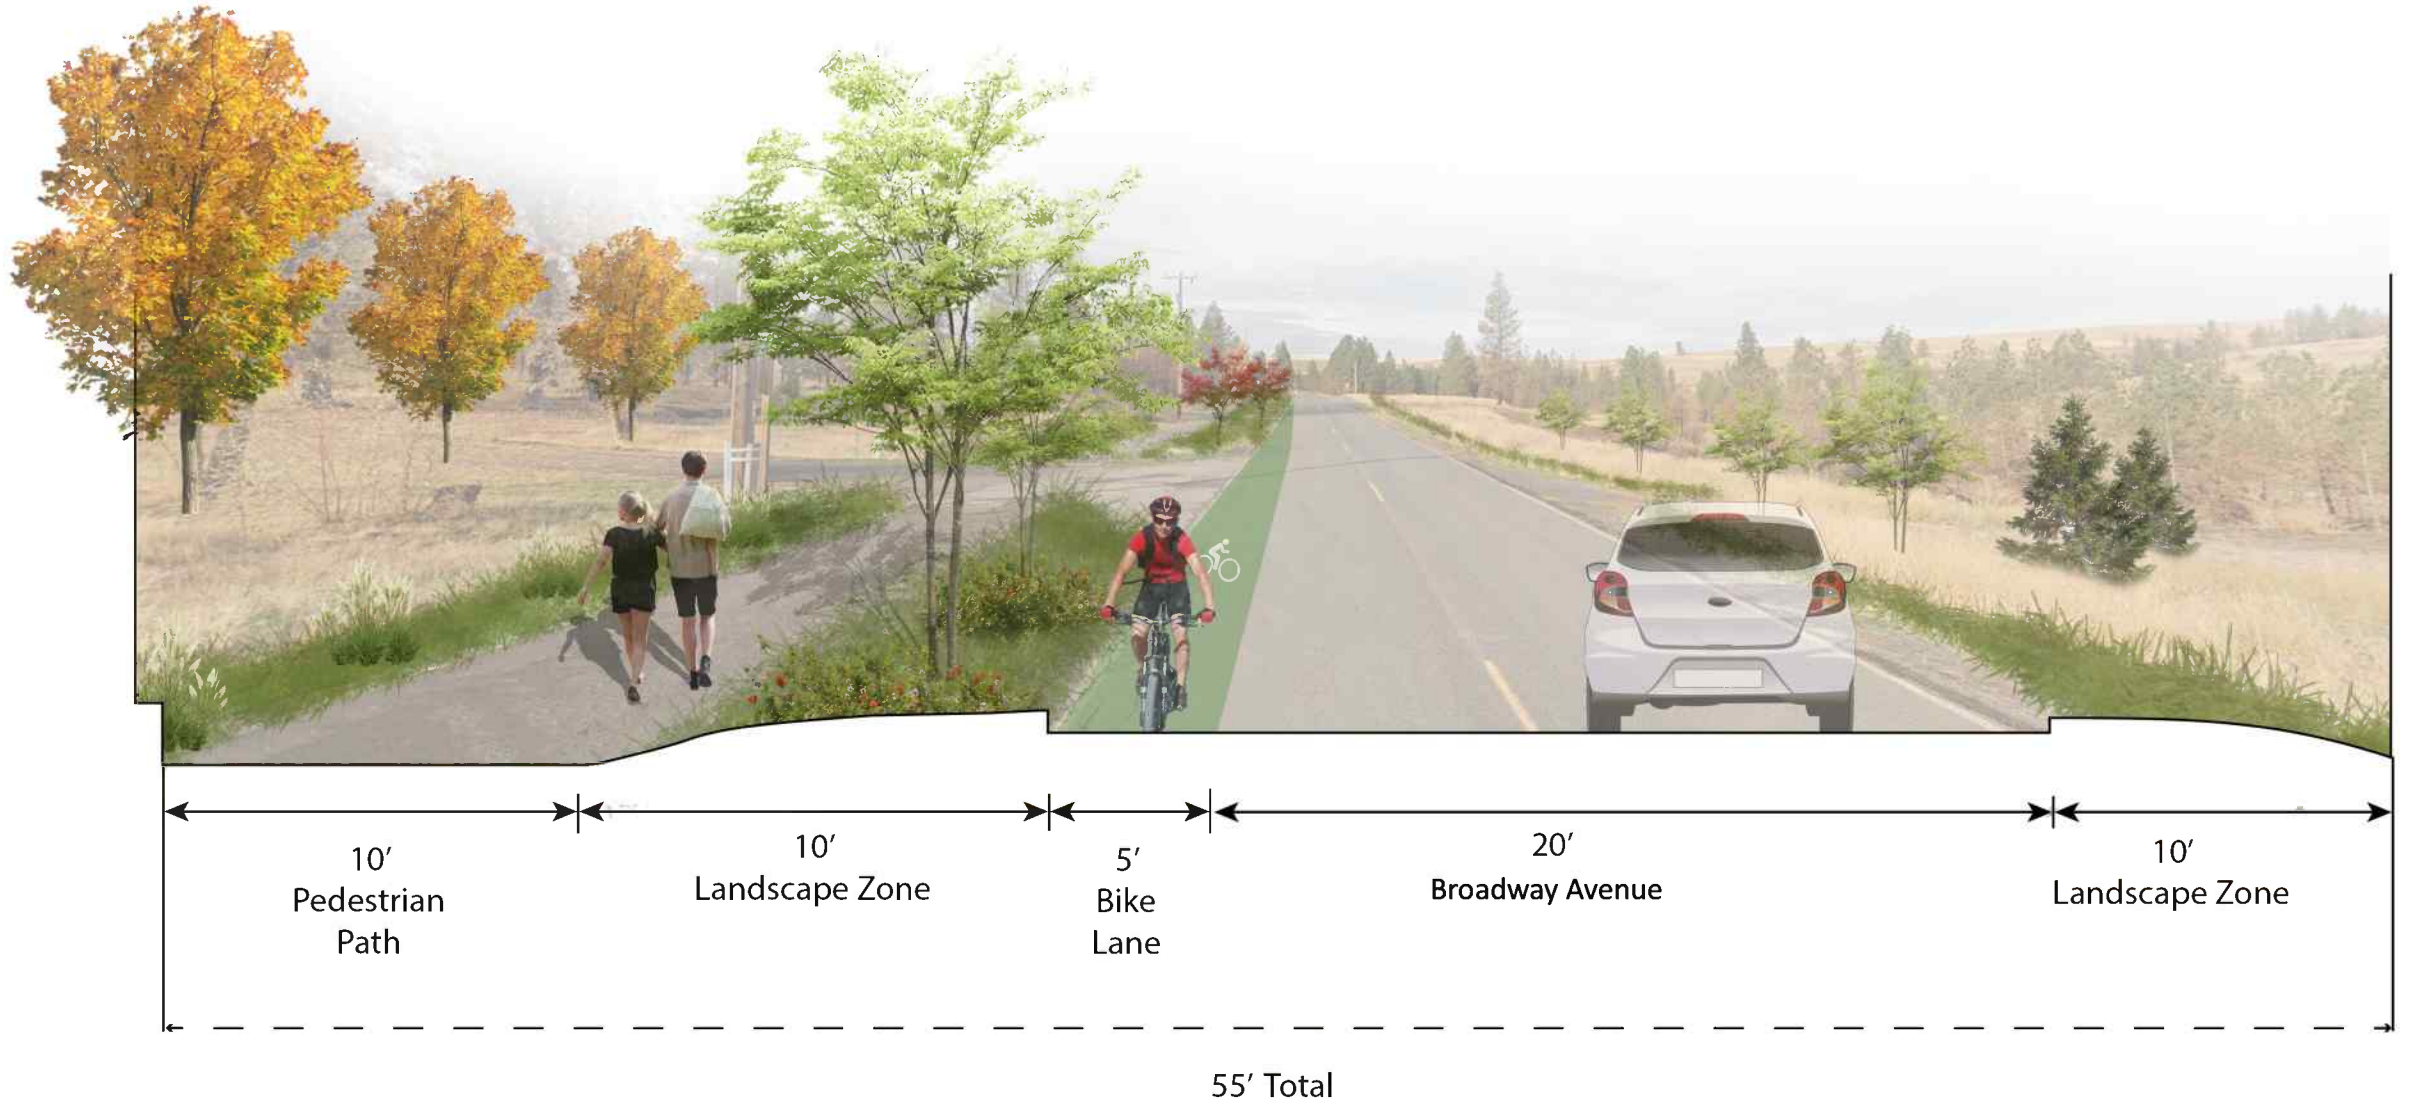 10′
Pedestrian
Path
10′
Landscape Zone
5′
Bike
Lane
20′
Broadway Avenue
10′
Landscape Zone
55′ Total